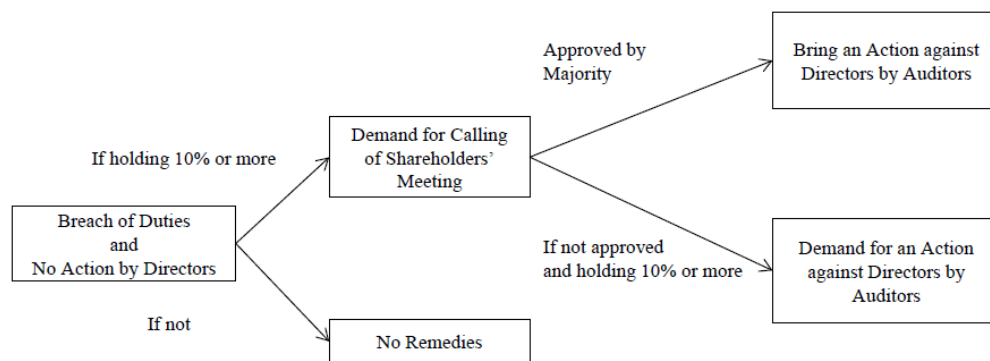 Breach of Duties
and
No Action by Directors
If holding 10% or more
If not
Demand for Calling
of Shareholders’
Meeting
No Remedies
Approved by
Majority
If not approved
and holding 10% or more
Bring an Action against
Directors by Auditors
Demand for an Action
against Directors by
Auditors